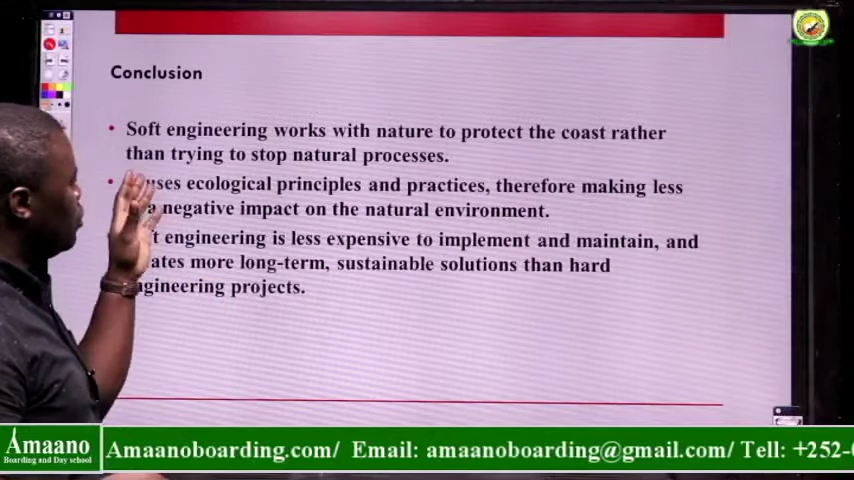 Conclusion
• Soft engineering works with nature to protect the coast rather
than trying to stop natural processes.
• uses ecological principles and practices, therefore making less
a negative impact on the natural environment.
engineering is less expensive to implement and maintain, and
more long-term, sustainable solutions than hard
engineering projects.
Amaano
Boarding and Day school
Amaanoboarding.com/ Email: amaanoboarding@gmail.com/ Tell: +252-